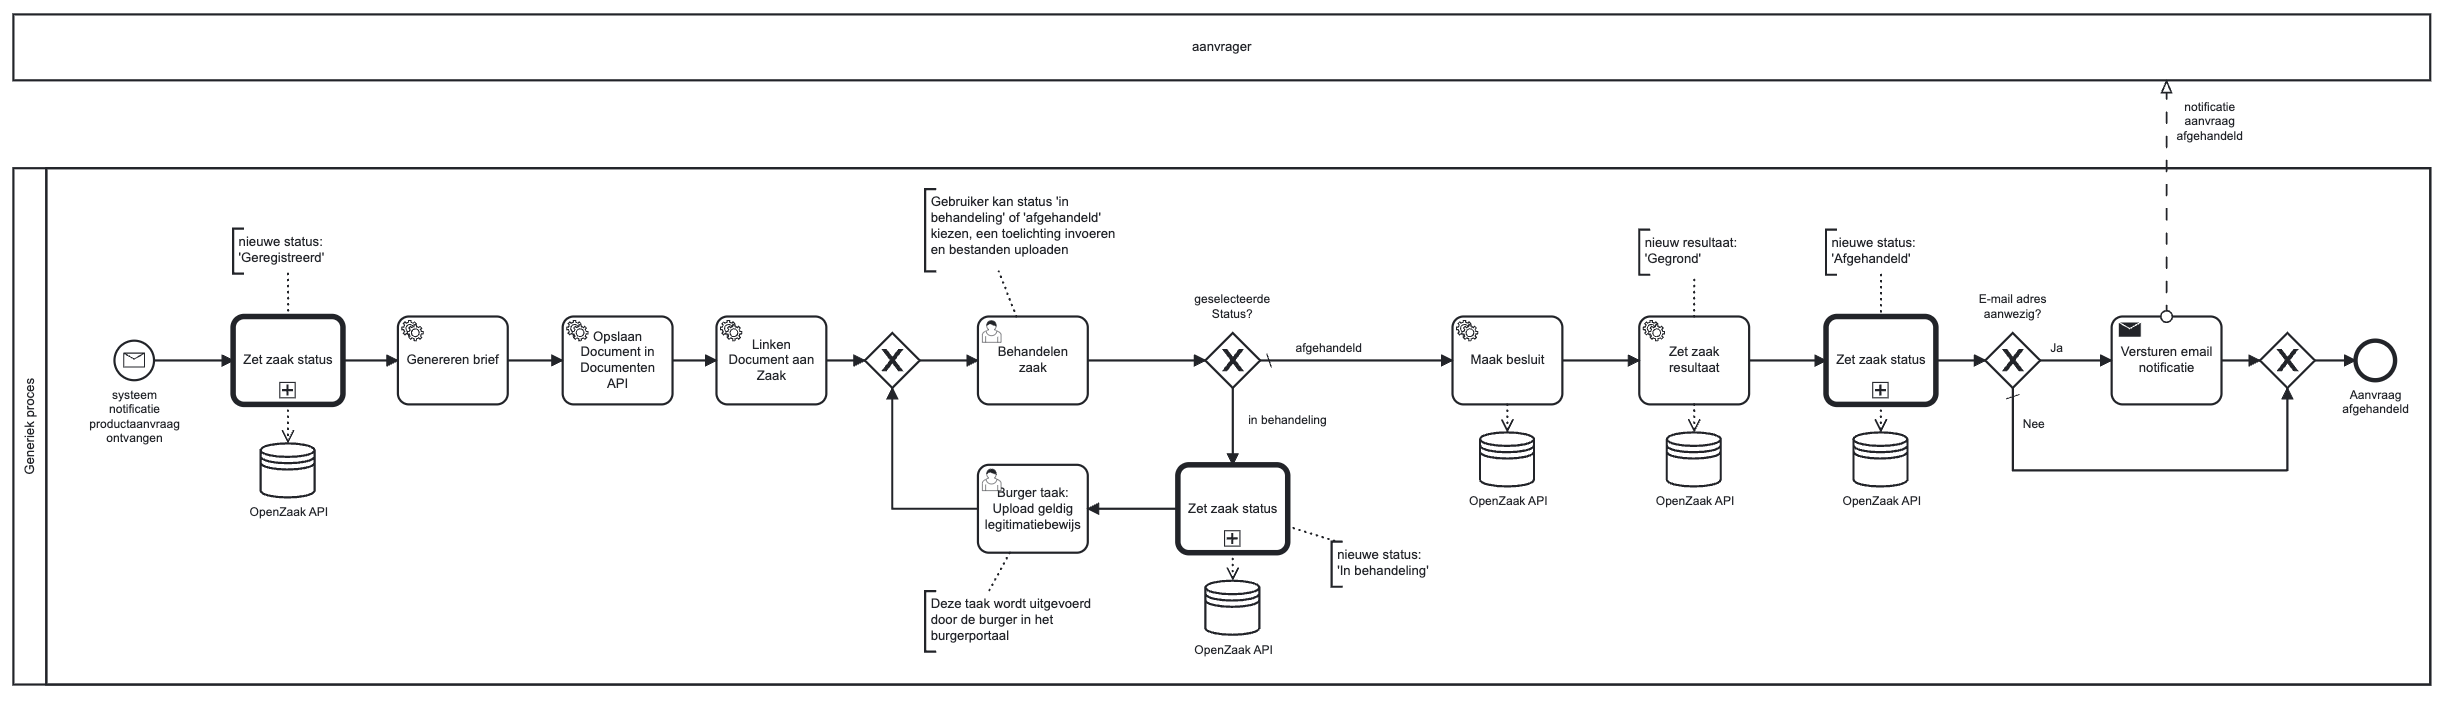 aanvrager
notificatie
aanvraag
afgehandeld
Generiek proces
systeem
notificatie
productaanvraag
ontvangen
nieuwe status:
'Geregistreerd'
Zet zaak status
OpenZaak API
Genereren brief
Opslaan
Document in
Documenten
API
Linken
Document aan
Zaak
Gebruiker kan status 'in
behandeling' of 'afgehandeld'
kiezen, een toelichting invoeren
en bestanden uploaden
Behandelen
zaak
geselecteerde
Status?
afgehandeld
in behandeling
Zet zaak status
nieuwe status:
'In behandeling'
OpenZaak API
Burger taak:
Upload geldig
legitimatiebewijs
Deze taak wordt uitgevoerd
door de burger in het
burgerportaal
Maak besluit
OpenZaak API
nieuw resultaat:
'Gegrond'
Zet zaak
resultaat
OpenZaak API
nieuwe status:
'Afgehandeld'
Zet zaak status
OpenZaak API
E-mail adres
aanwezig?
Ja
Nee
Versturen email
notificatie
Aanvraag
afgehandeld